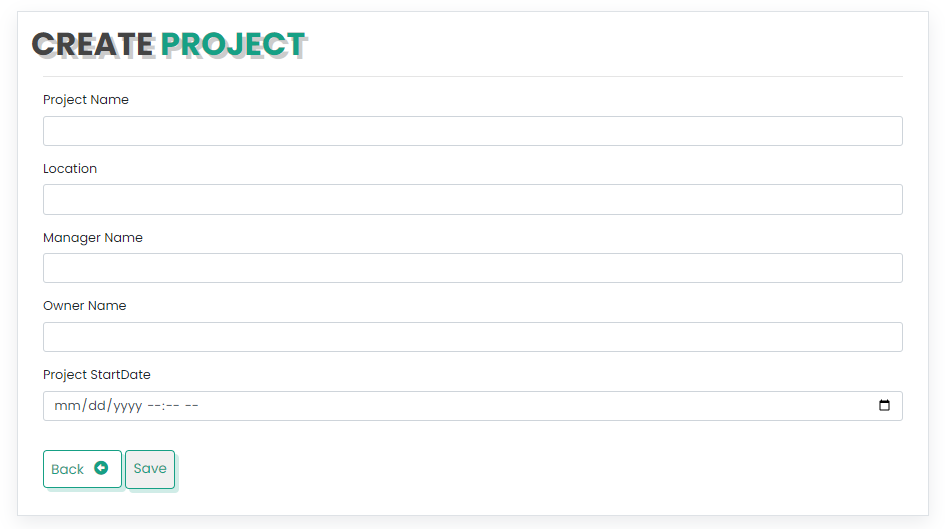 CREATE PROJECT
Project Name
Location
Manager Name
Owner Name
Project StartDate
mm/dd/yyyy --:-- --
Back Save